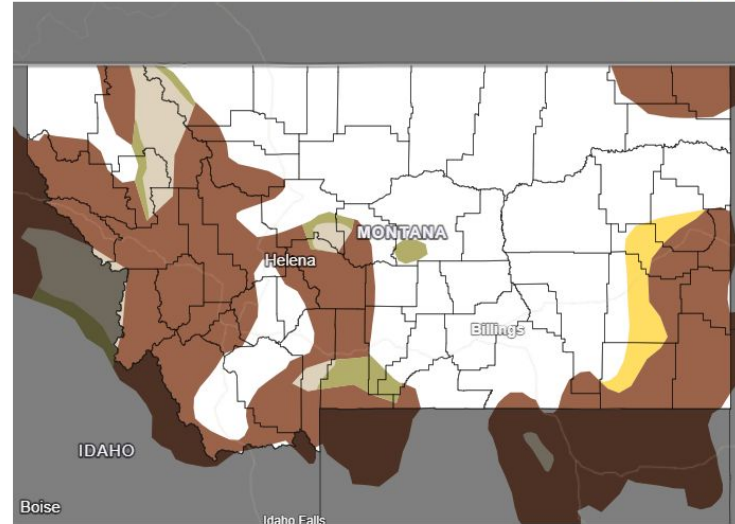 MONTANA
Helena
Billings
IDAHO
Boise
Idaho Falls